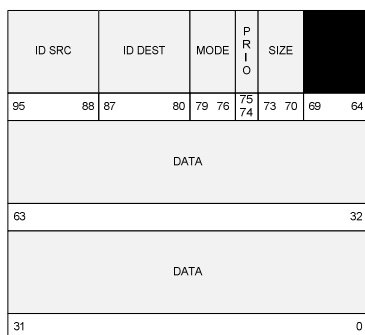 ID SRC ID DEST MODE PRIO SIZE
95 88 87 80 79 76 75 74 73 70 69 64
DATA
63 32
DATA
31 0